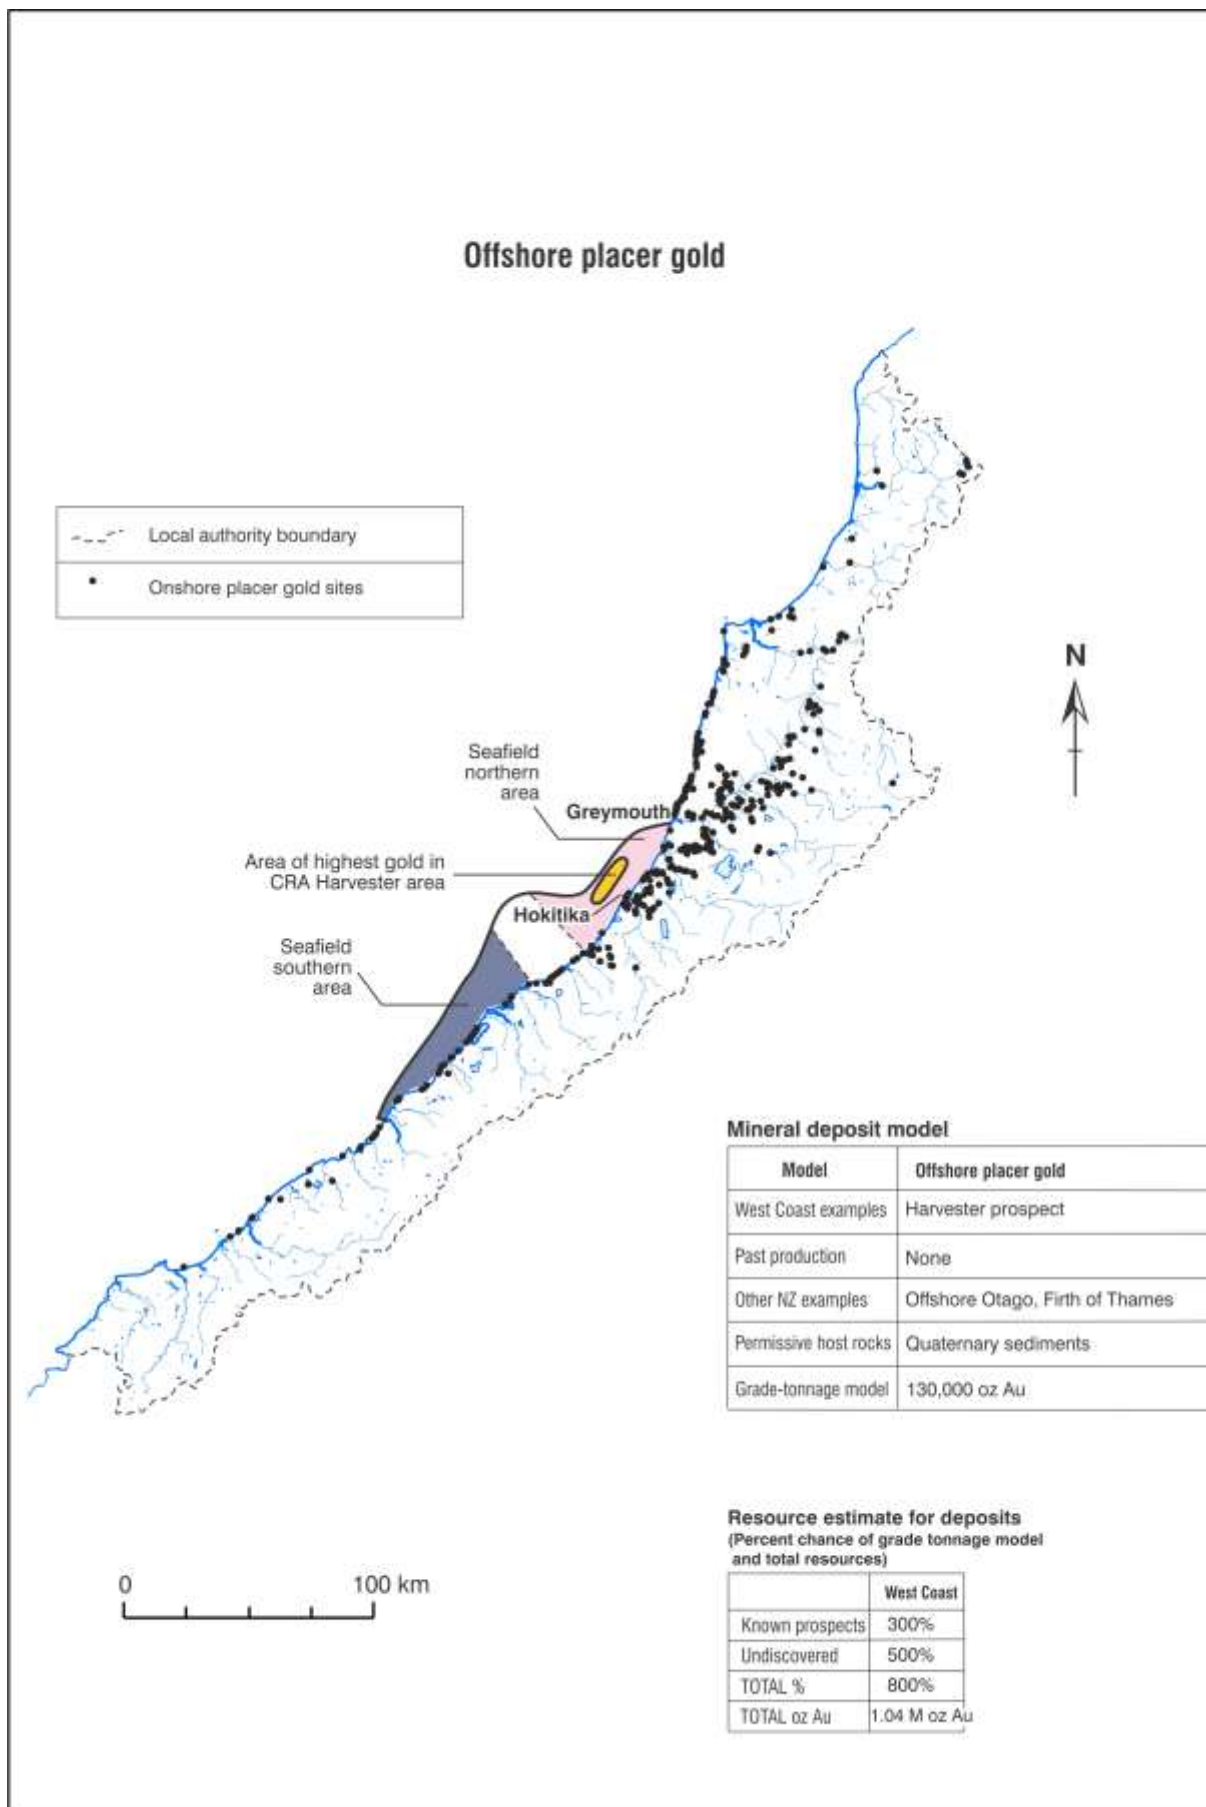 Offshore placer gold
Local authority boundary
Onshore placer gold sites
N
Seafield
northern
area
Greymouth
Area of highest gold in
CRA Harvester area
Hokitika
Seafield
southern
area
Mineral deposit model
Model Offshore placer gold
West Coast examples Harvester prospect
Past production None
Other NZ examples Offshore Otago, Firth of Thames
Permissive host rocks Quaternary sediments
Grade-tonnage model 130,000 oz Au
Resource estimate for deposits
(Percent chance of grade tonnage model
and total resources)
West Coast
Known prospects 300%
Undiscovered 500%
TOTAL % 800%
TOTAL oz Au 1.04 M oz Au
0 100 km